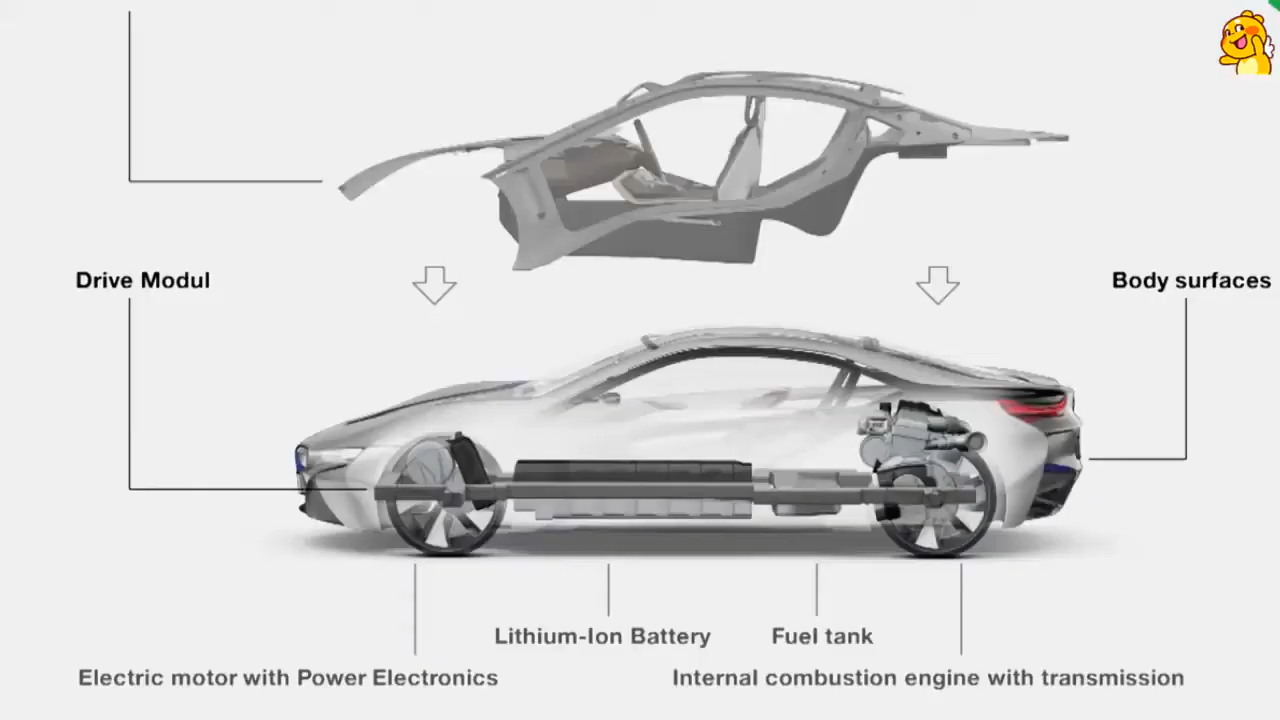 Drive Modul
Body surfaces
Lithium-Ion Battery
Fuel tank
Electric motor with Power Electronics
Internal combustion engine with transmission